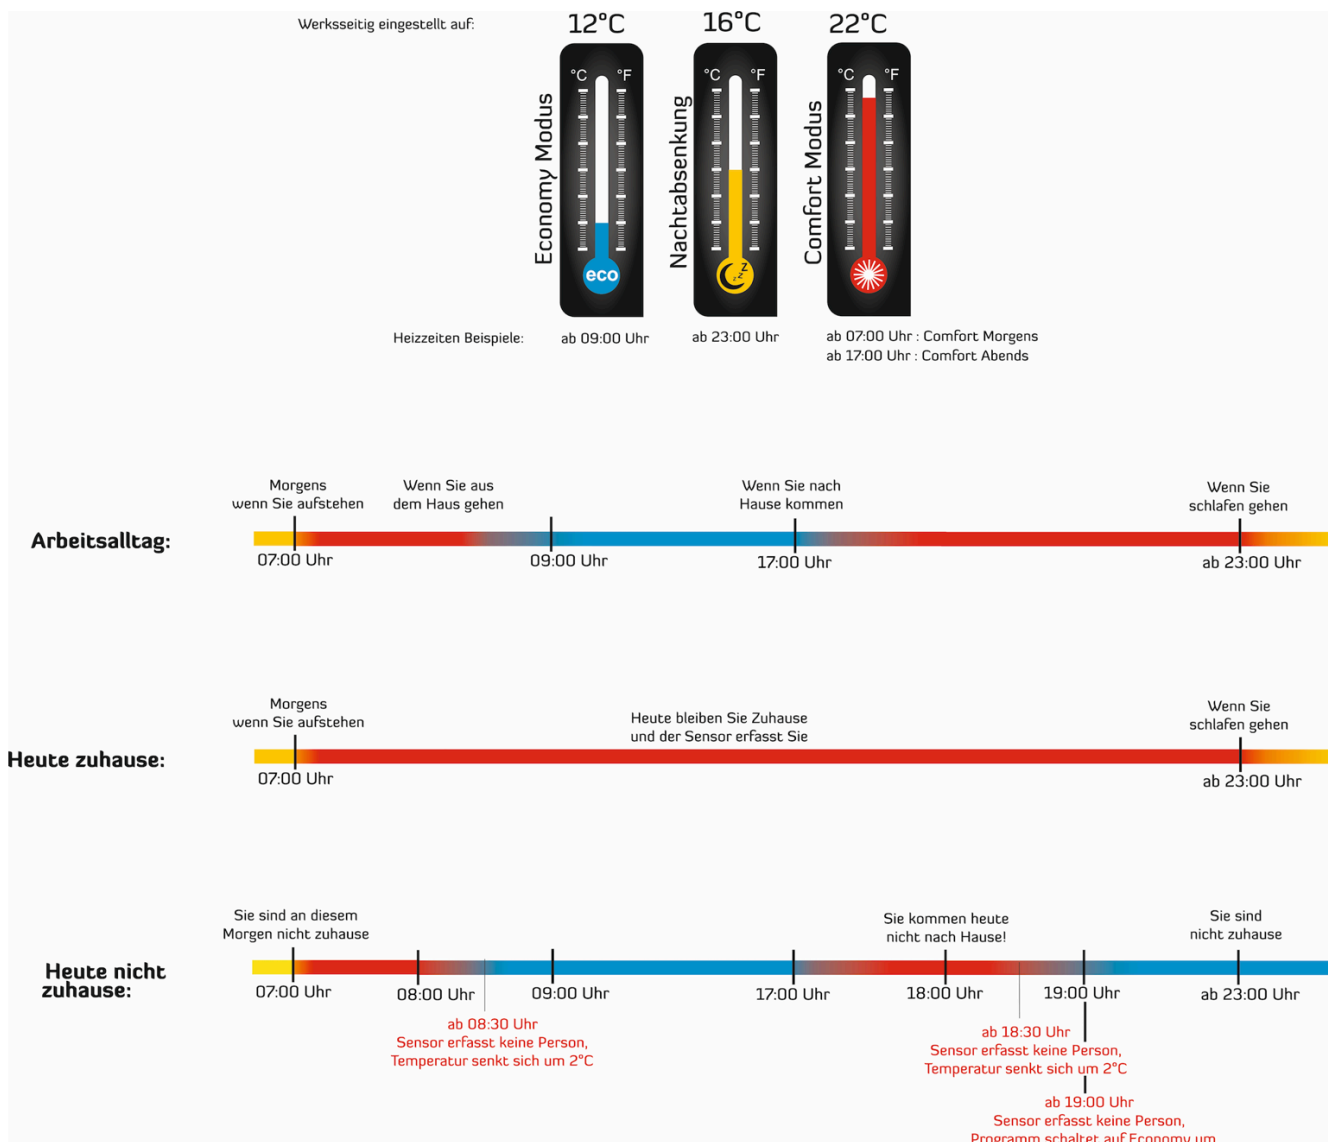 Werksseitig eingestellt auf:
12°C
16°C
22°C
°C °F
°C °F
°C °F
Economy Modus
Nachtabsenkung
Comfort Modus
eco
z z Z
Heizzeiten Beispiele:
ab 09:00 Uhr
ab 23:00 Uhr
ab 07:00 Uhr : Comfort Morgens
ab 17:00 Uhr : Comfort Abends
Arbeitsalltag:
Morgens
wenn Sie aufstehen
Wenn Sie aus
dem Haus gehen
Wenn Sie nach
Hause kommen
Wenn Sie
schlafen gehen
07:00 Uhr
09:00 Uhr
17:00 Uhr
ab 23:00 Uhr
Heute zuhause:
Morgens
wenn Sie aufstehen
Heute bleiben Sie Zuhause
und der Sensor erfasst Sie
Wenn Sie
schlafen gehen
07:00 Uhr
ab 23:00 Uhr
Heute nicht
zuhause:
Sie sind an diesem
Morgen nicht zuhause
Sie kommen heute
nicht nach Hause!
Sie sind
nicht zuhause
07:00 Uhr
08:00 Uhr
09:00 Uhr
17:00 Uhr
18:00 Uhr
19:00 Uhr
ab 23:00 Uhr
ab 08:30 Uhr
Sensor erfasst keine Person,
Temperatur senkt sich um 2°C
ab 18:30 Uhr
Sensor erfasst keine Person,
Temperatur senkt sich um 2°C
ab 19:00 Uhr
Sensor erfasst keine Person,
Programm schaltet auf Economy um